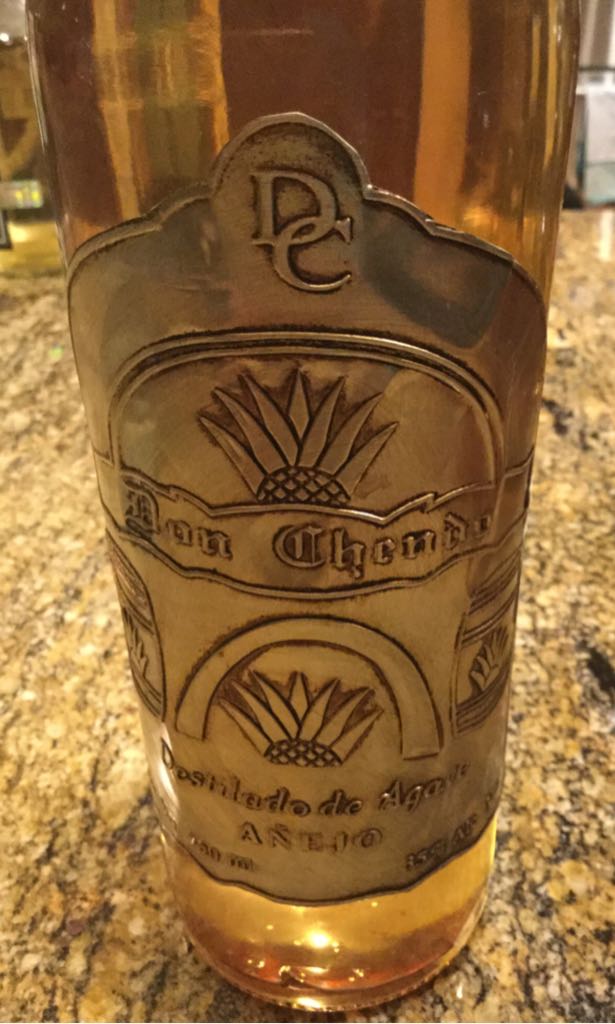 DC
Don Chendo
Destilado de Agave
AÑEJO
750 ml